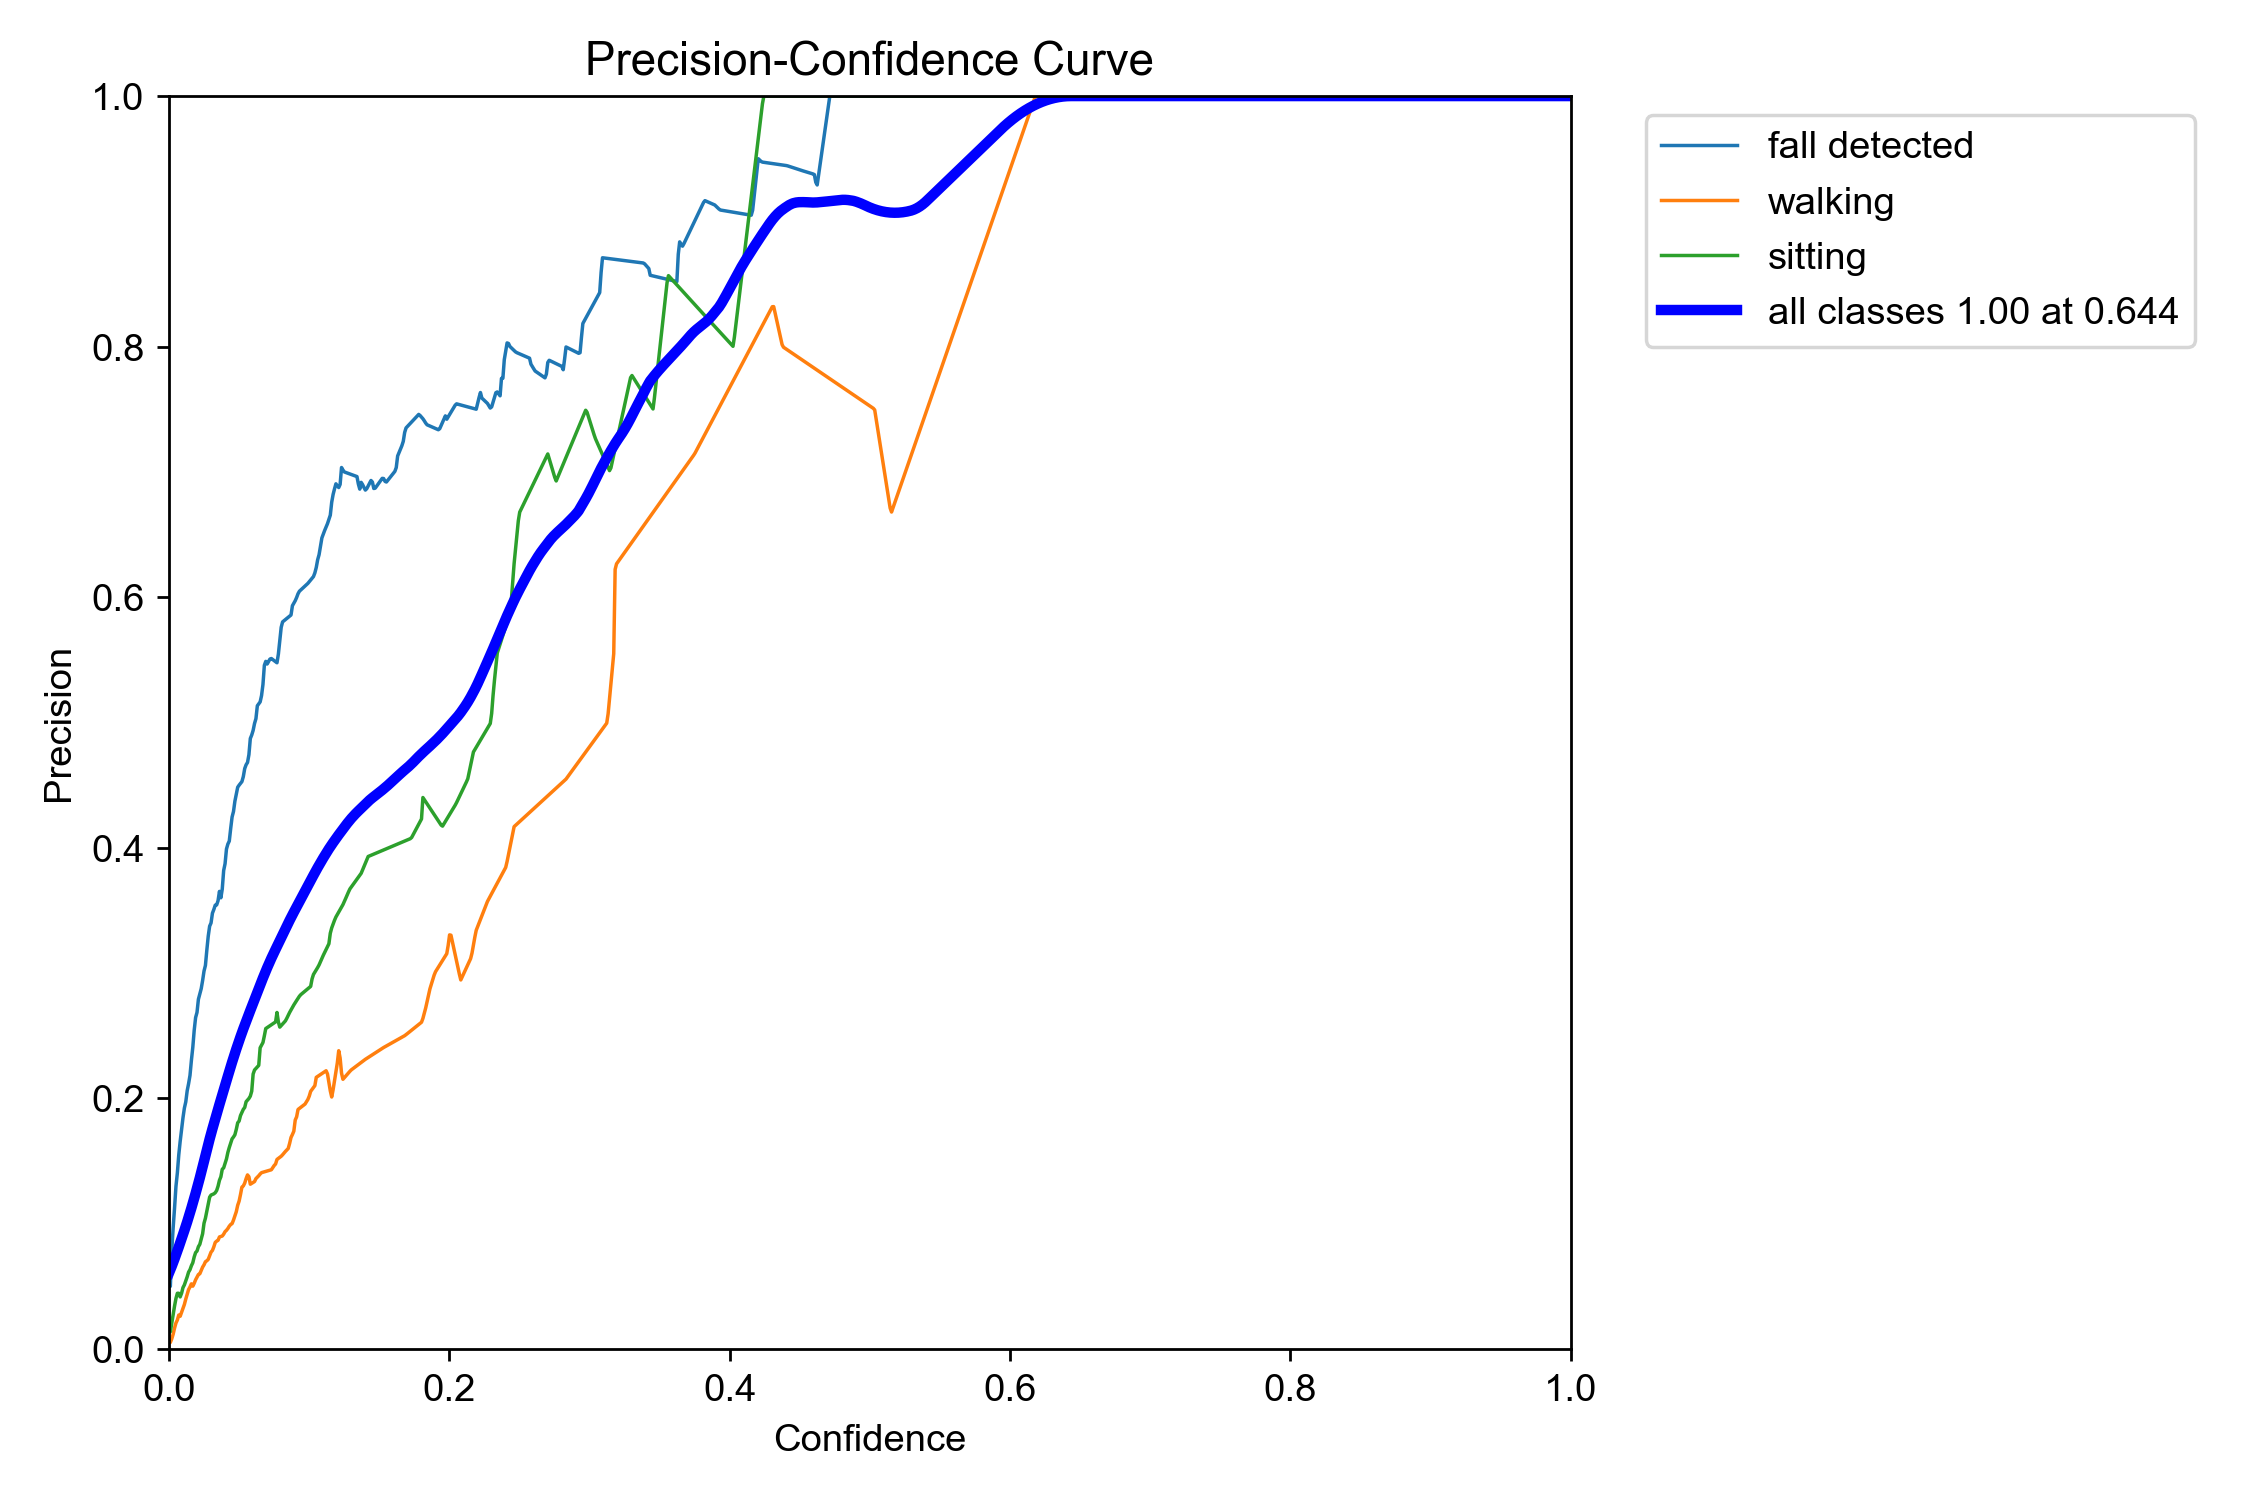 Precision-Confidence Curve
1.0
0.8
0.6
0.4
0.2
0.0
Precision
0.0 0.2 0.4 0.6 0.8 1.0
Confidence
fall detected
walking
sitting
all classes 1.00 at 0.644